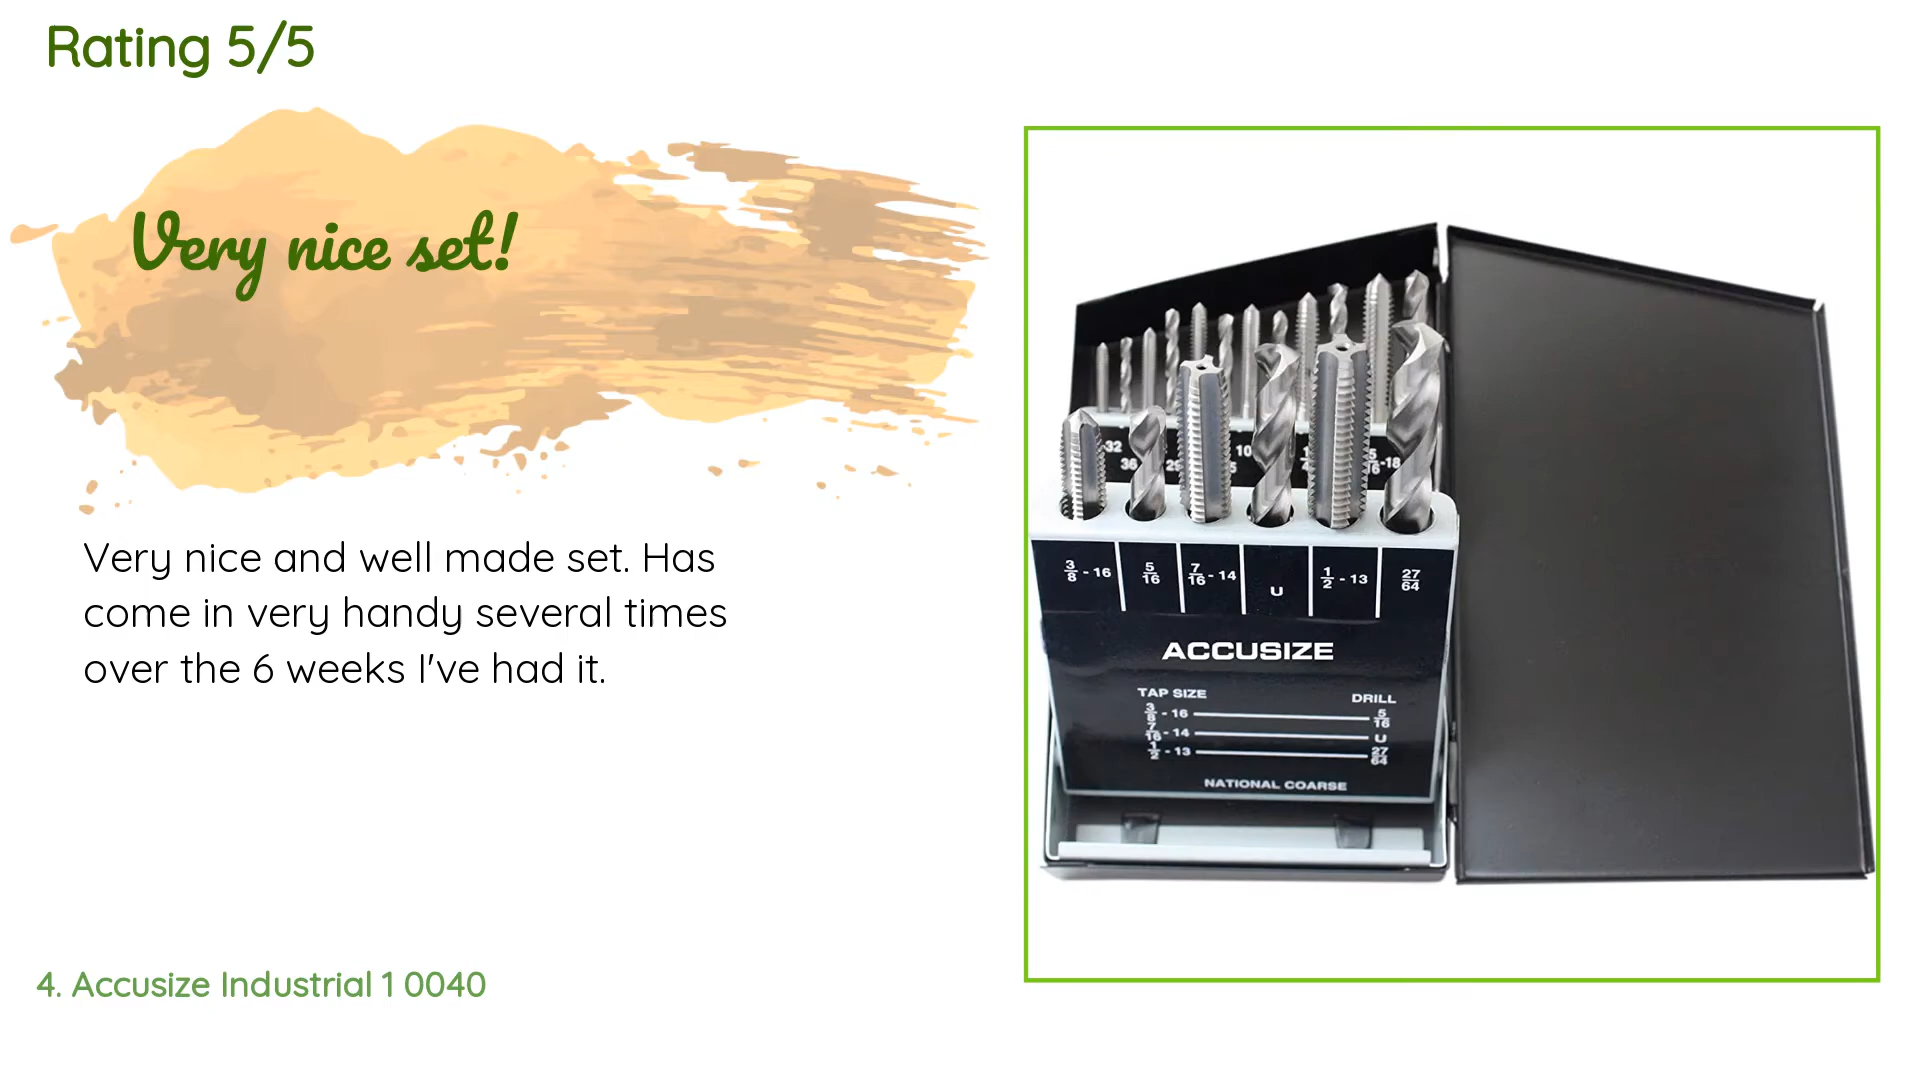 Rating 5/5
Very nice set!
Very nice and well made set. Has
come in very handy several times
over the 6 weeks I've had it.
4. Accusize Industrial 1 0040
3/8 - 16 5/16 7/16 - 14 U 1/2 - 13 27/64
ACCUSIZE
TAP SIZE DRILL
3/8 - 16 5/16
7/16 - 14 U
1/2 - 13 27/64
NATIONAL COARSE